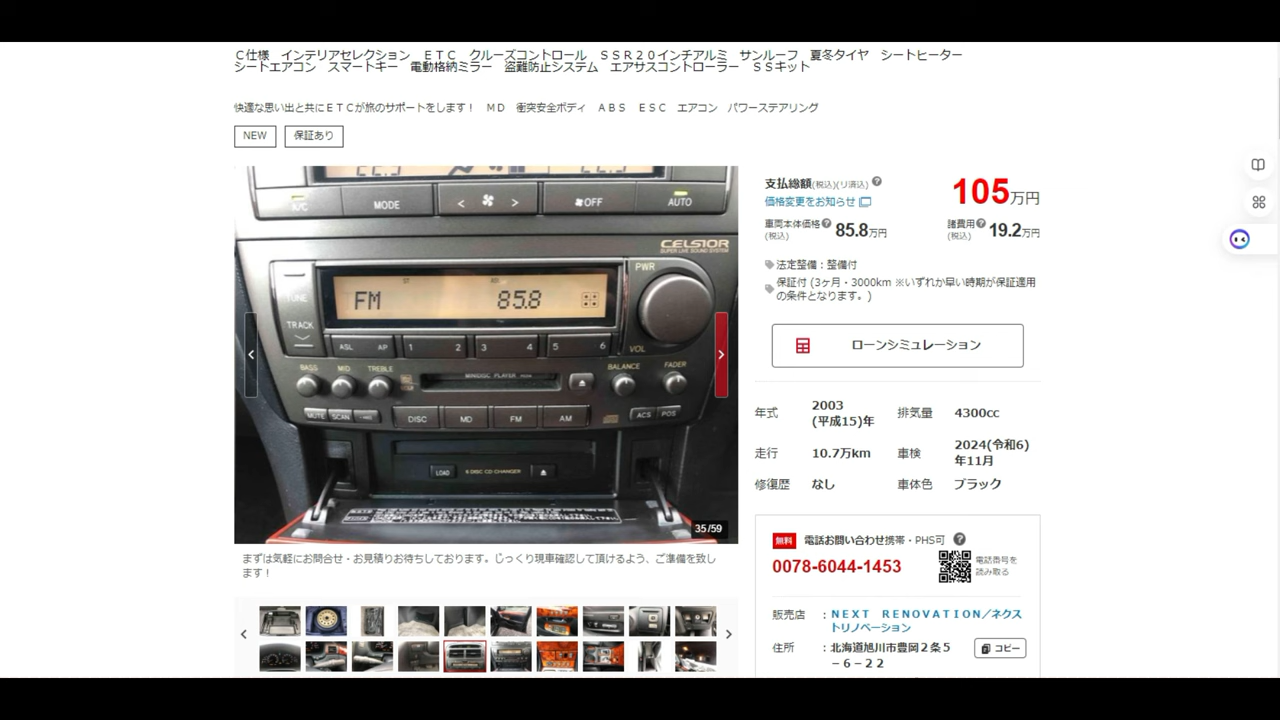 Ｃ仕様　インテリアセレクション　ＥＴＣ　クルーズコントロール　ＳＳＲ２０インチアルミ　サンルーフ　夏冬タイヤ　シートヒーター
シートエアコン　スマートキー　電動格納ミラー　盗難防止システム　エアサスコントローラー　ＳＳキット
快適な思い出と共にＥＴＣが旅のサポートをします！　ＭＤ　衝突安全ボディ　ＡＢＳ　ＥＳＣ　エアコン　パワーステアリング
NEW 保証あり
MODE < > OFF AUTO
CELSIOR
SUPER LIVE SOUND SYSTEM
PWR
TUNE
FM 85.8
TRACK
ASL AP 1 2 3 4 5 6 VOL
BASS MID TREBLE MINIDISC PLAYER BALANCE FADER
MUTE SCAN DISC MD FM AM ACS POS
LOAD 6 DISC CD CHANGER
35/59
まずは気軽にお問合せ・お見積りお待ちしております。じっくり現車確認して頂けるよう、ご準備を致し
ます！
支払総額(税込)(リ済込) 105万円
価格変更をお知らせ
車両本体価格(税込) 85.8万円 諸費用(税込) 19.2万円
法定整備：整備付
保証付 (3ヶ月・3000km ※いずれか早い時期が保証適用
の条件となります。)
ローンシミュレーション
年式 2003(平成15)年 排気量 4300cc
走行 10.7万km 車検 2024(令和6)年11月
修復歴 なし 車体色 ブラック
無料 電話お問い合わせ携帯・PHS可
0078-6044-1453 電話番号を
読み取る
販売店 ：ＮＥＸＴ　ＲＥＮＯＶＡＴＩＯＮ／ネクス
トリノベーション
住所 ：北海道旭川市豊岡２条５
－６－２２ コピー